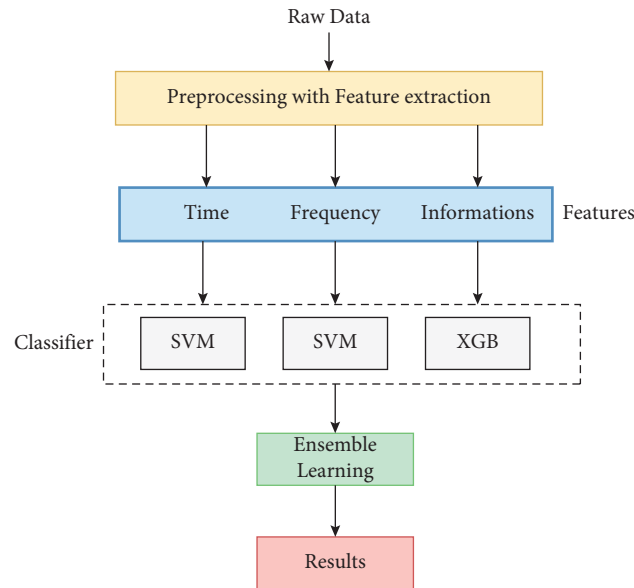 Raw Data
Preprocessing with Feature extraction
Time Frequency Informations Features
Classifier SVM SVM XGB
Ensemble
Learning
Results